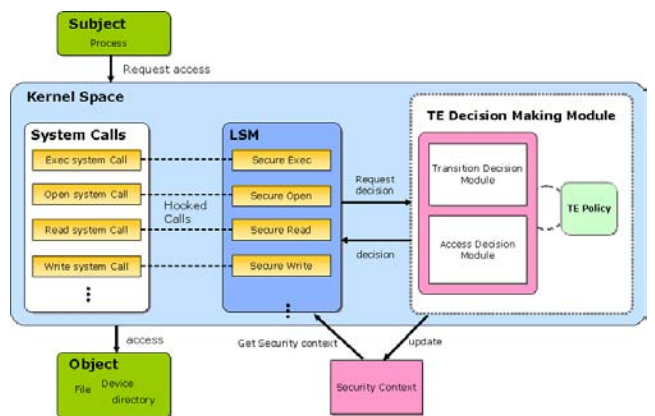 Subject
Process
Request access
Kernel Space
System Calls
Exec system Call
Open system Call
Read system Call
Write system Call
Hooked
Calls
LSM
Secure Exec
Secure Open
Secure Read
Secure Write
Request
decision
decision
TE Decision Making Module
Transition Decision
Module
Access Decision
Module
TE Policy
access
Get Security context
update
Object
File
Device
directory
Security Context